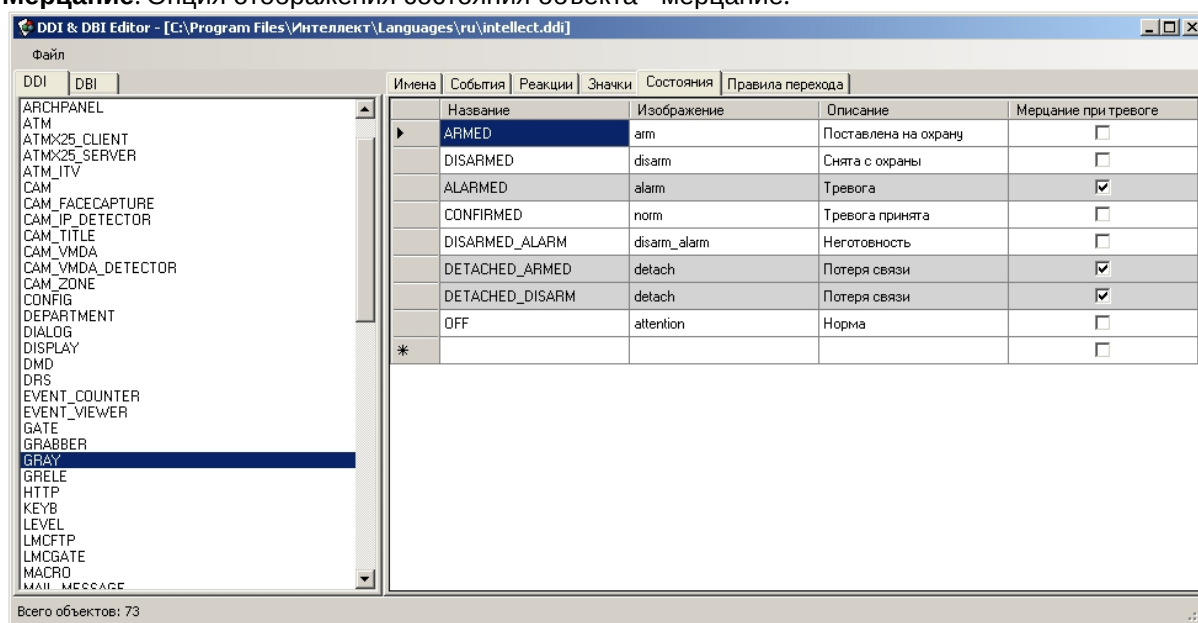 Мерцание. Опция отображения состояния объекта - мерцание.
DDI & DBI Editor - [C:\Program Files\Интеллект\Languages\ru\intellect.ddi]
Файл
DDI DBI
ARCHPANEL
ATM
ATMX25_CLIENT
ATMX25_SERVER
ATM_ITV
CAM
CAM_FACECAPTURE
CAM_IP_DETECTOR
CAM_TITLE
CAM_VMDA
CAM_VMDA_DETECTOR
CAM_ZONE
CONFIG
DEPARTMENT
DIALOG
DISPLAY
DMD
DRS
EVENT_COUNTER
EVENT_VIEWER
GATE
GRABBER
GRAY
GRELE
HTTP
KEYB
LEVEL
LMCFTP
LMCGATE
MACRO
MAIL_MESSAGE
Имена События Реакции Значки Состояния Правила перехода
Название Изображение Описание Мерцание при тревоге
ARMED arm Поставлена на охрану
DISARMED disarm Снята с охраны
ALARMED alarm Тревога
CONFIRMED norm Тревога принята
DISARMED_ALARM disarm_alarm Неготовность
DETACHED_ARMED detach Потеря связи
DETACHED_DISARM detach Потеря связи
OFF attention Норма
Всего объектов: 73